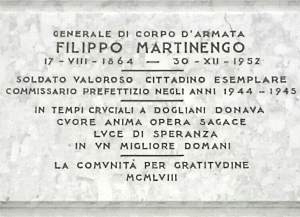 GENERALE DI CORPO D'ARMATA
FILIPPO MARTINENGO
17 - VIII - 1864 — 30 - XII - 1952
SOLDATO VALOROSO CITTADINO ESEMPLARE
COMMISSARIO PREFETTIZIO NEGLI ANNI 1944 - 1945
IN TEMPI CRVCIALI A DOGLIANI DONAVA
CVORE ANIMA OPERA SAGACE
LVCE DI SPERANZA
IN VN MIGLIORE DOMANI
LA COMVNITÀ PER GRATITVDINE
MCMLVIII